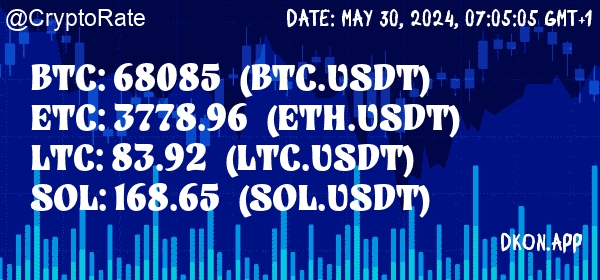 @CryptoRate
DATE: MAY 30, 2024, 07:05:05 GMT+1
BTC: 68085 (BTC.USDT)
ETC: 3778.96 (ETH.USDT)
LTC: 83.92 (LTC.USDT)
SOL: 168.65 (SOL.USDT)
DKON.APP